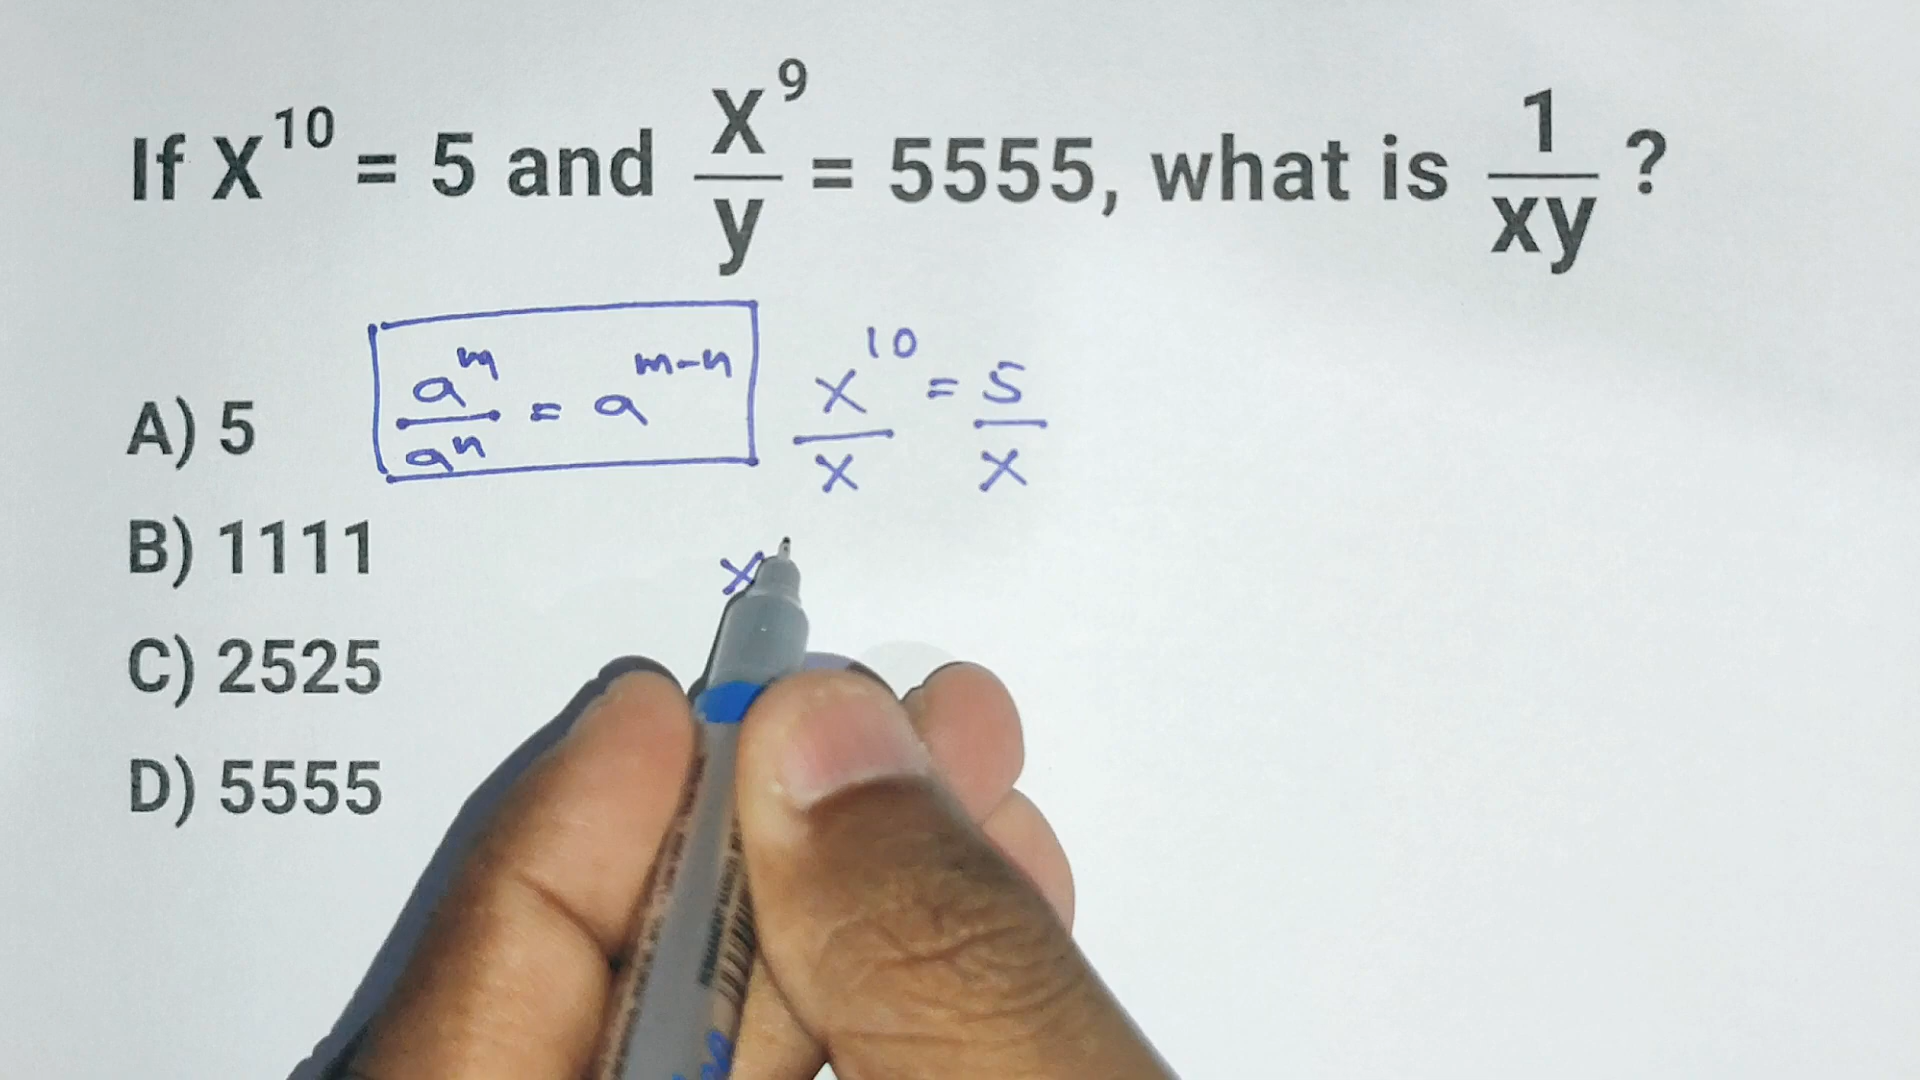 If X^10 = 5 and x^9/y = 5555, what is 1/xy ?
a^m/a^n = a^(m-n)
x^10/x = 5/x
A) 5
B) 1111
x
C) 2525
D) 5555